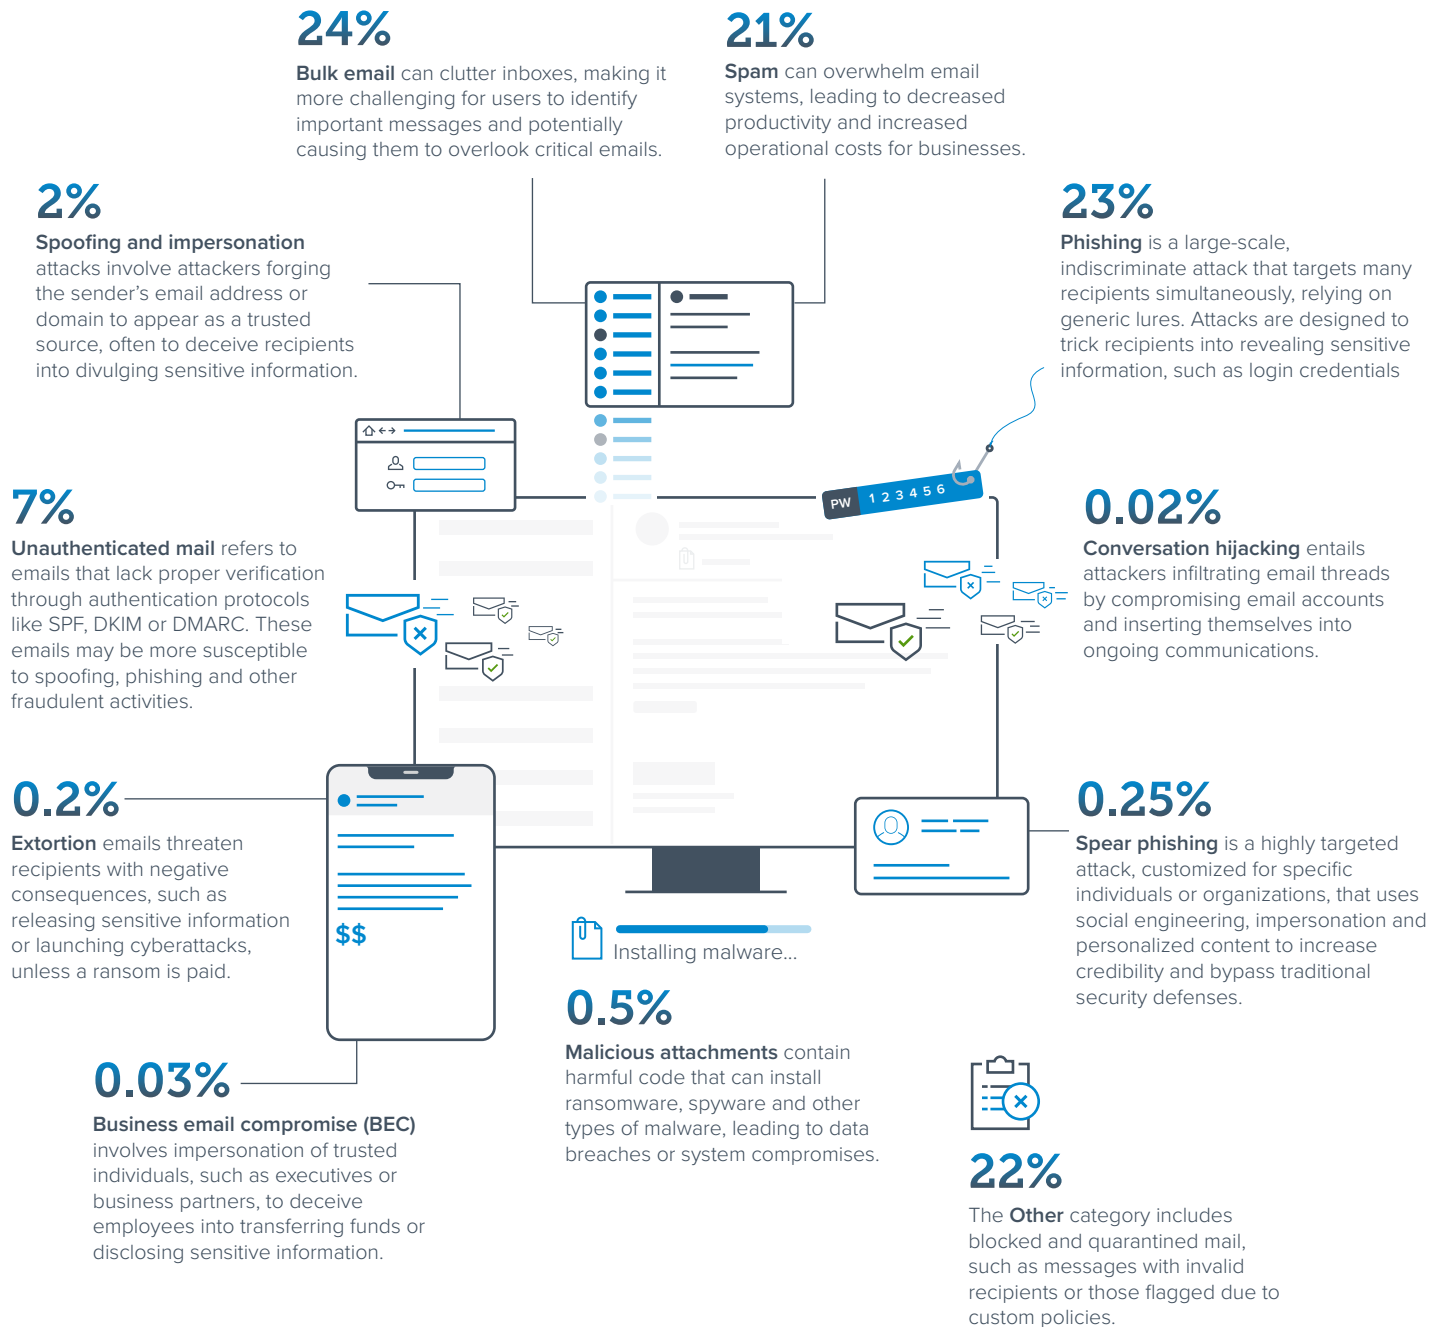 24%
Bulk email can clutter inboxes, making it
more challenging for users to identify
important messages and potentially
causing them to overlook critical emails.
21%
Spam can overwhelm email
systems, leading to decreased
productivity and increased
operational costs for businesses.
2%
Spoofing and impersonation
attacks involve attackers forging
the sender’s email address or
domain to appear as a trusted
source, often to deceive recipients
into divulging sensitive information.
23%
Phishing is a large-scale,
indiscriminate attack that targets many
recipients simultaneously, relying on
generic lures. Attacks are designed to
trick recipients into revealing sensitive
information, such as login credentials
PW 1 2 3 4 5 6
7%
Unauthenticated mail refers to
emails that lack proper verification
through authentication protocols
like SPF, DKIM or DMARC. These
emails may be more susceptible
to spoofing, phishing and other
fraudulent activities.
0.02%
Conversation hijacking entails
attackers infiltrating email threads
by compromising email accounts
and inserting themselves into
ongoing communications.
0.2%
Extortion emails threaten
recipients with negative
consequences, such as
releasing sensitive information
or launching cyberattacks,
unless a ransom is paid.
$$
0.25%
Spear phishing is a highly targeted
attack, customized for specific
individuals or organizations, that uses
social engineering, impersonation and
personalized content to increase
credibility and bypass traditional
security defenses.
Installing malware...
0.5%
Malicious attachments contain
harmful code that can install
ransomware, spyware and other
types of malware, leading to data
breaches or system compromises.
0.03%
Business email compromise (BEC)
involves impersonation of trusted
individuals, such as executives or
business partners, to deceive
employees into transferring funds or
disclosing sensitive information.
22%
The Other category includes
blocked and quarantined mail,
such as messages with invalid
recipients or those flagged due to
custom policies.